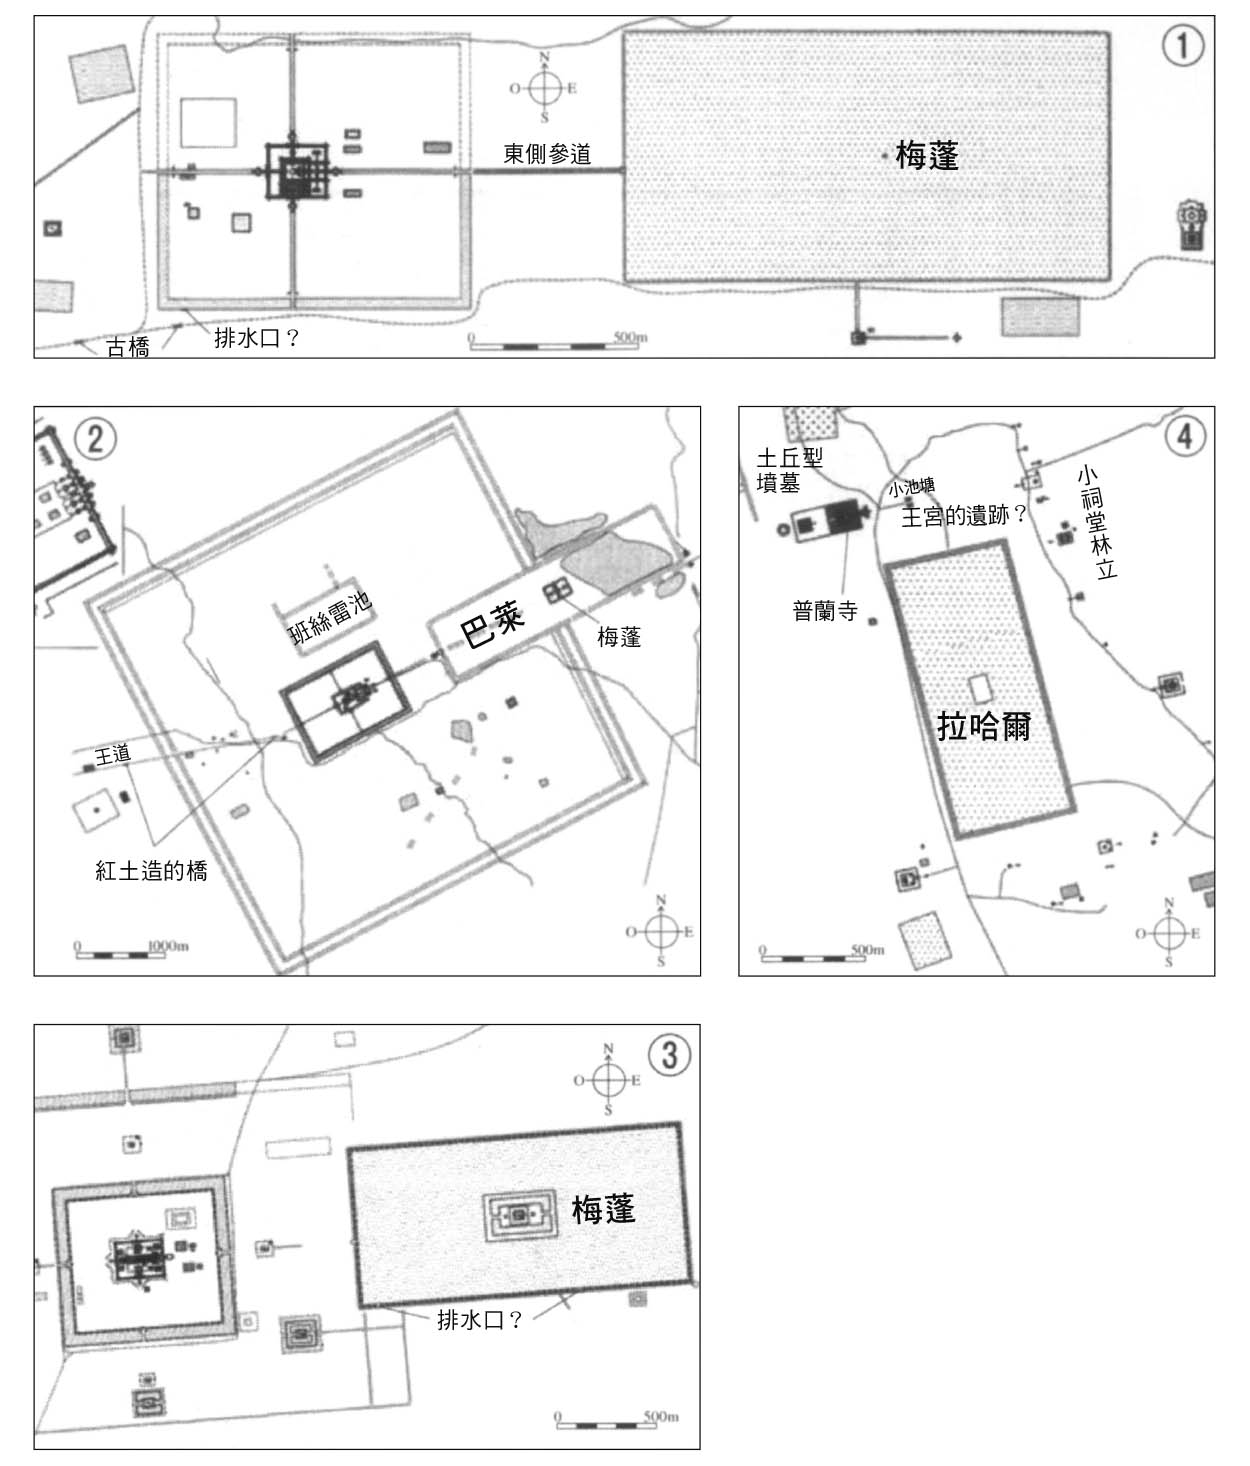 ①
N
O E
S
東側參道
梅蓬
排水口？
古橋
0 500m
②
班絲雷池
巴萊
梅蓬
王道
紅土造的橋
0 1000m
N
O E
S
④
土丘型
墳墓
小池塘
王宮的遺跡？
小祠堂林立
普蘭寺
拉哈爾
0 500m
N
O E
S
③
N
O E
S
梅蓬
排水口？
0 500m